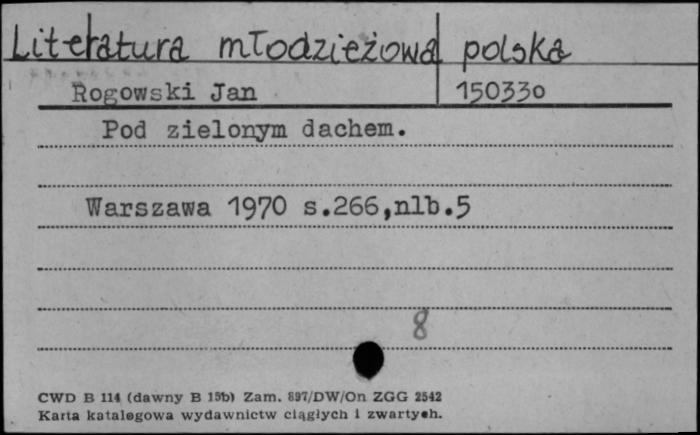 Literatura młodzieżowa polska
Rogowski Jan 150330
Pod zielonym dachem.
Warszawa 1970 s.266,nlb.5
8
CWD B 114 (dawny B 15b) Zam. 897/DW/On ZGG 2542
Karta katalogowa wydawnictw ciągłych i zwartych.